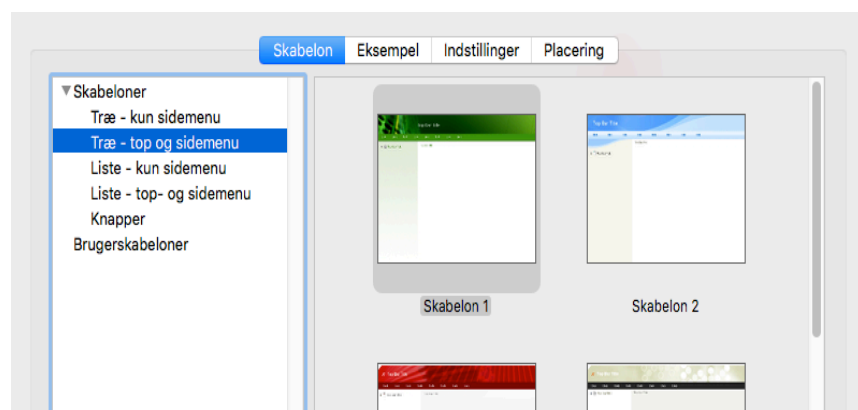 Skabelon Eksempel Indstillinger Placering
Skabeloner
Træ - kun sidemenu
Træ - top og sidemenu
Liste - kun sidemenu
Liste - top- og sidemenu
Knapper
Brugerskabeloner
Skabelon 1
Skabelon 2